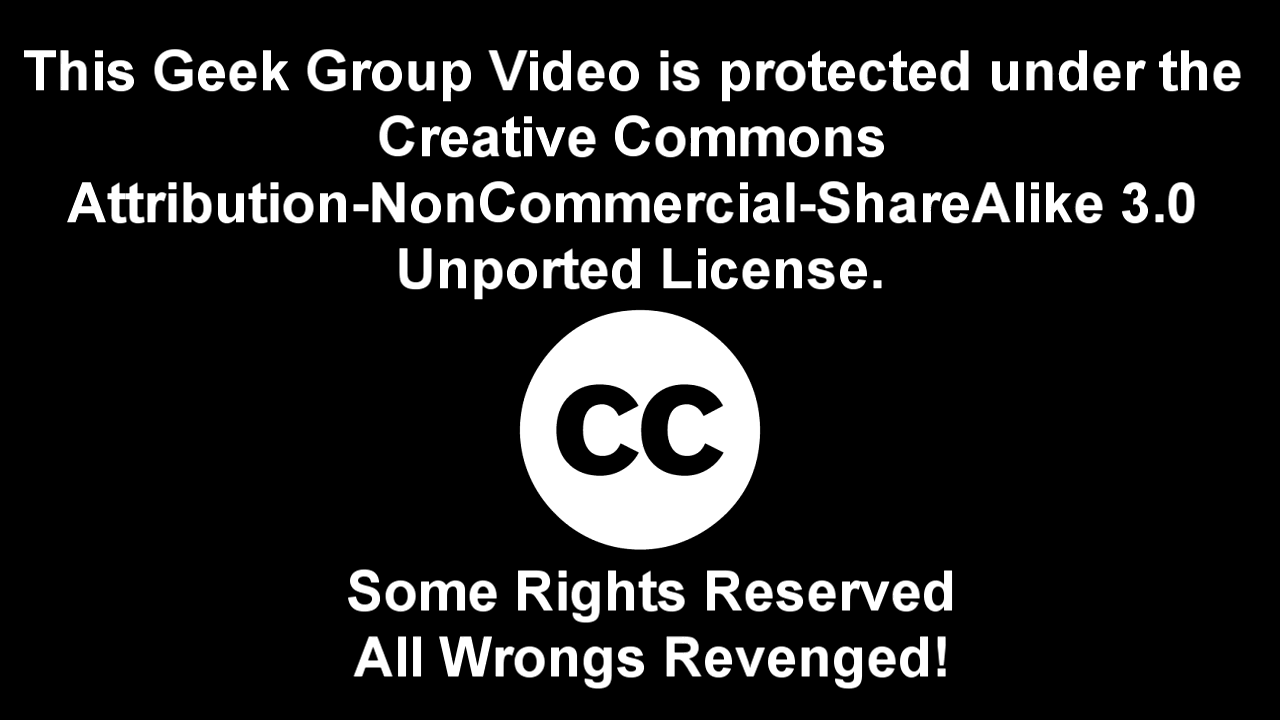 This Geek Group Video is protected under the
Creative Commons
Attribution-NonCommercial-ShareAlike 3.0
Unported License.
cc
Some Rights Reserved
All Wrongs Revenged!